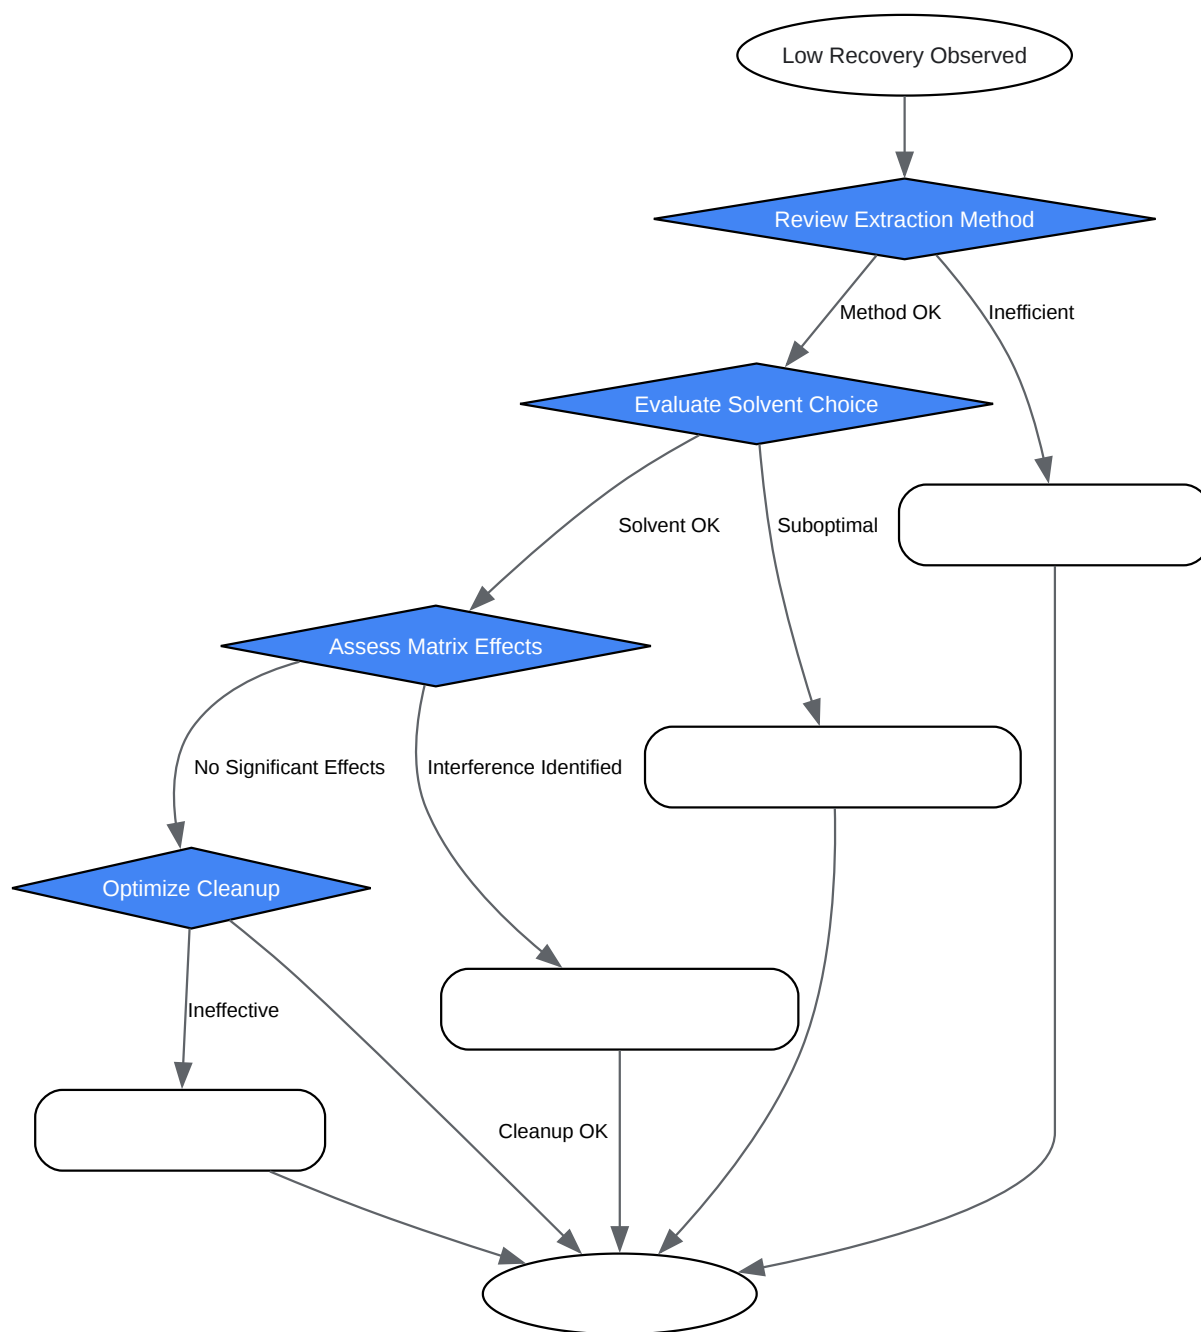 Low Recovery Observed
Review Extraction Method
Method OK
Inefficient
Evaluate Solvent Choice
Solvent OK
Suboptimal
Assess Matrix Effects
No Significant Effects
Interference Identified
Optimize Cleanup
Ineffective
Cleanup OK